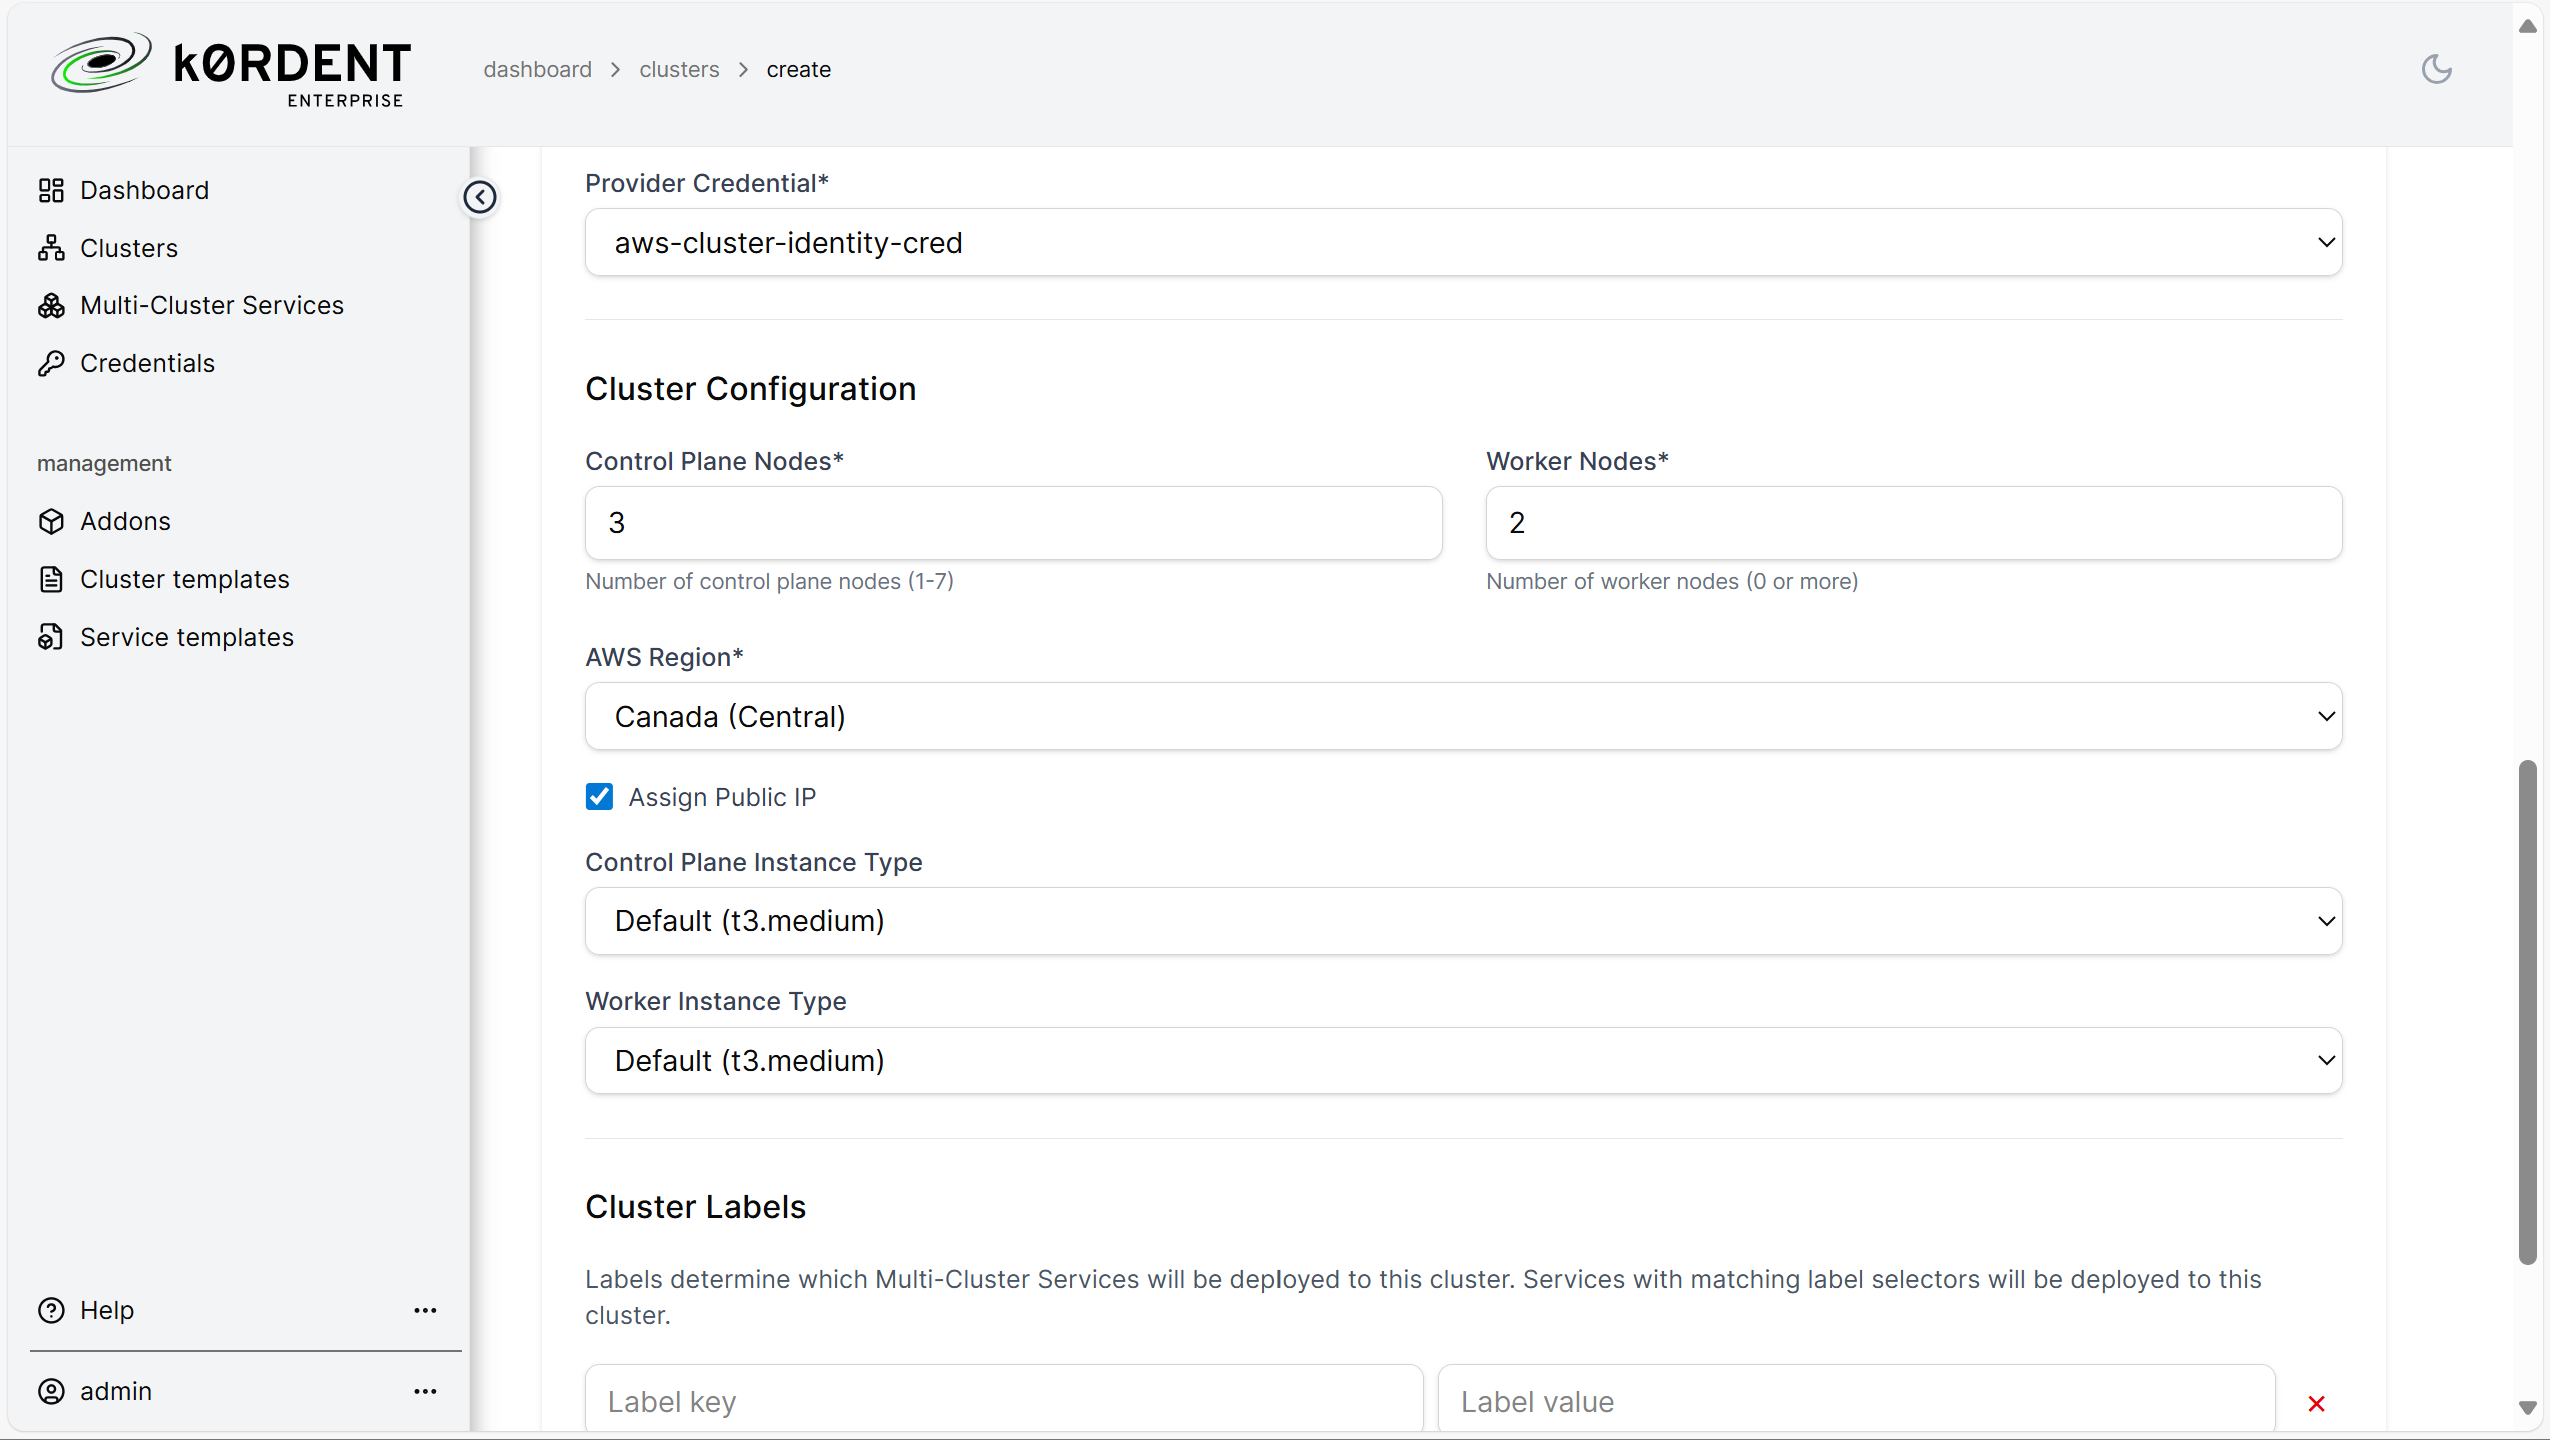 k0RDENT
ENTERPRISE
dashboard > clusters > create
Dashboard
Clusters
Multi-Cluster Services
Credentials
management
Addons
Cluster templates
Service templates
Help
admin
Provider Credential*
aws-cluster-identity-cred
Cluster Configuration
Control Plane Nodes*
3
Number of control plane nodes (1-7)
Worker Nodes*
2
Number of worker nodes (0 or more)
AWS Region*
Canada (Central)
Assign Public IP
Control Plane Instance Type
Default (t3.medium)
Worker Instance Type
Default (t3.medium)
Cluster Labels
Labels determine which Multi-Cluster Services will be deployed to this cluster. Services with matching label selectors will be deployed to this
cluster.
Label key
Label value